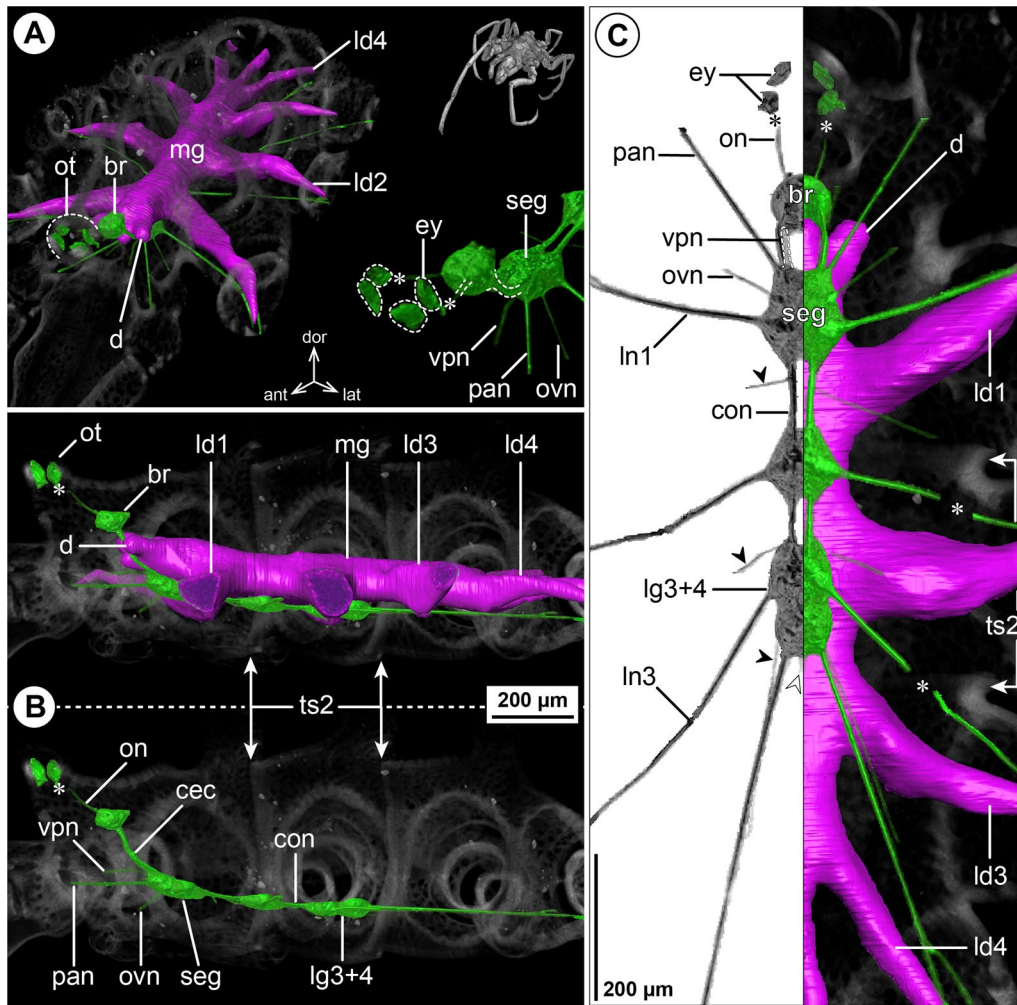 A
ld4
mg
ot
br
ld2
d
ey
seg
*
*
vpn
pan
ovn
dor
ant
lat
ot
*
br
ld1
mg
ld3
ld4
d
ts2
200 µm
B
on
*
cec
vpn
con
pan
ovn
seg
lg3+4
C
ey
*
*
on
pan
d
br
vpn
ovn
seg
ln1
ld1
con
*
lg3+4
ts2
*
ln3
ld3
ld4
200 µm